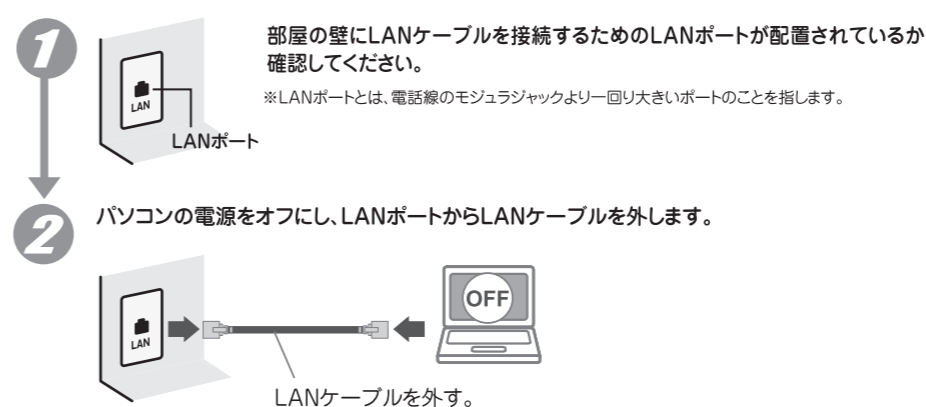 1
部屋の壁にLANケーブルを接続するためのLANポートが配置されているか
確認してください。
※LANポートとは、電話線のモジュラジャックより一回り大きいポートのことを指します。
LAN
LANポート
2
パソコンの電源をオフにし、LANポートからLANケーブルを外します。
OFF
LAN
LANケーブルを外す。